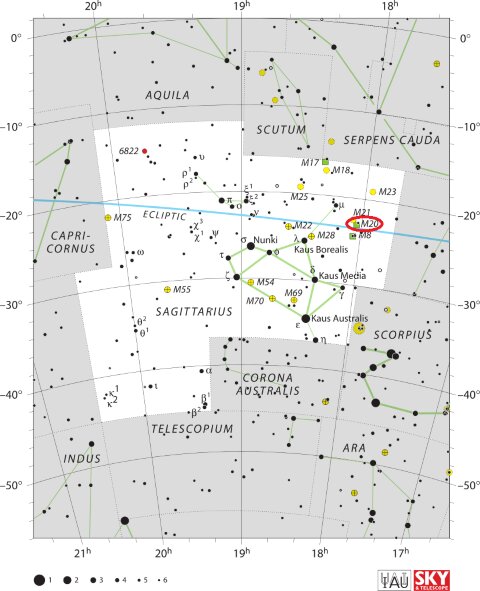 20h 19h 18h
0° 0°
AQUILA
SCUTUM
−10° −10°
SERPENS CAUDA
6822 υ M17
M18
ρ1
ρ2 M25 M23
ξ1
ξ2
π ο μ
M21
−20° M75 ECLIPTIC ν M20 −20°
M22 M28 M8
CAPRI-
CORNUS
χ1 ψ
χ3
σ Nunki λ
Kaus Borealis
ω τ φ
δ Kaus Media
ζ M54 γ
M55 M70 M69
−30° SAGITTARIUS −30°
Kaus Australis
ε
θ2
θ1
η SCORPIUS
α CORONA
AUSTRALIS
ι
κ1
κ2
β1
β2
−40° −40°
TELESCOPIUM
INDUS ARA
−50° −50°
21h 20h 19h 18h 17h
1 2 3 4 5 6
IAU SKY
& TELESCOPE